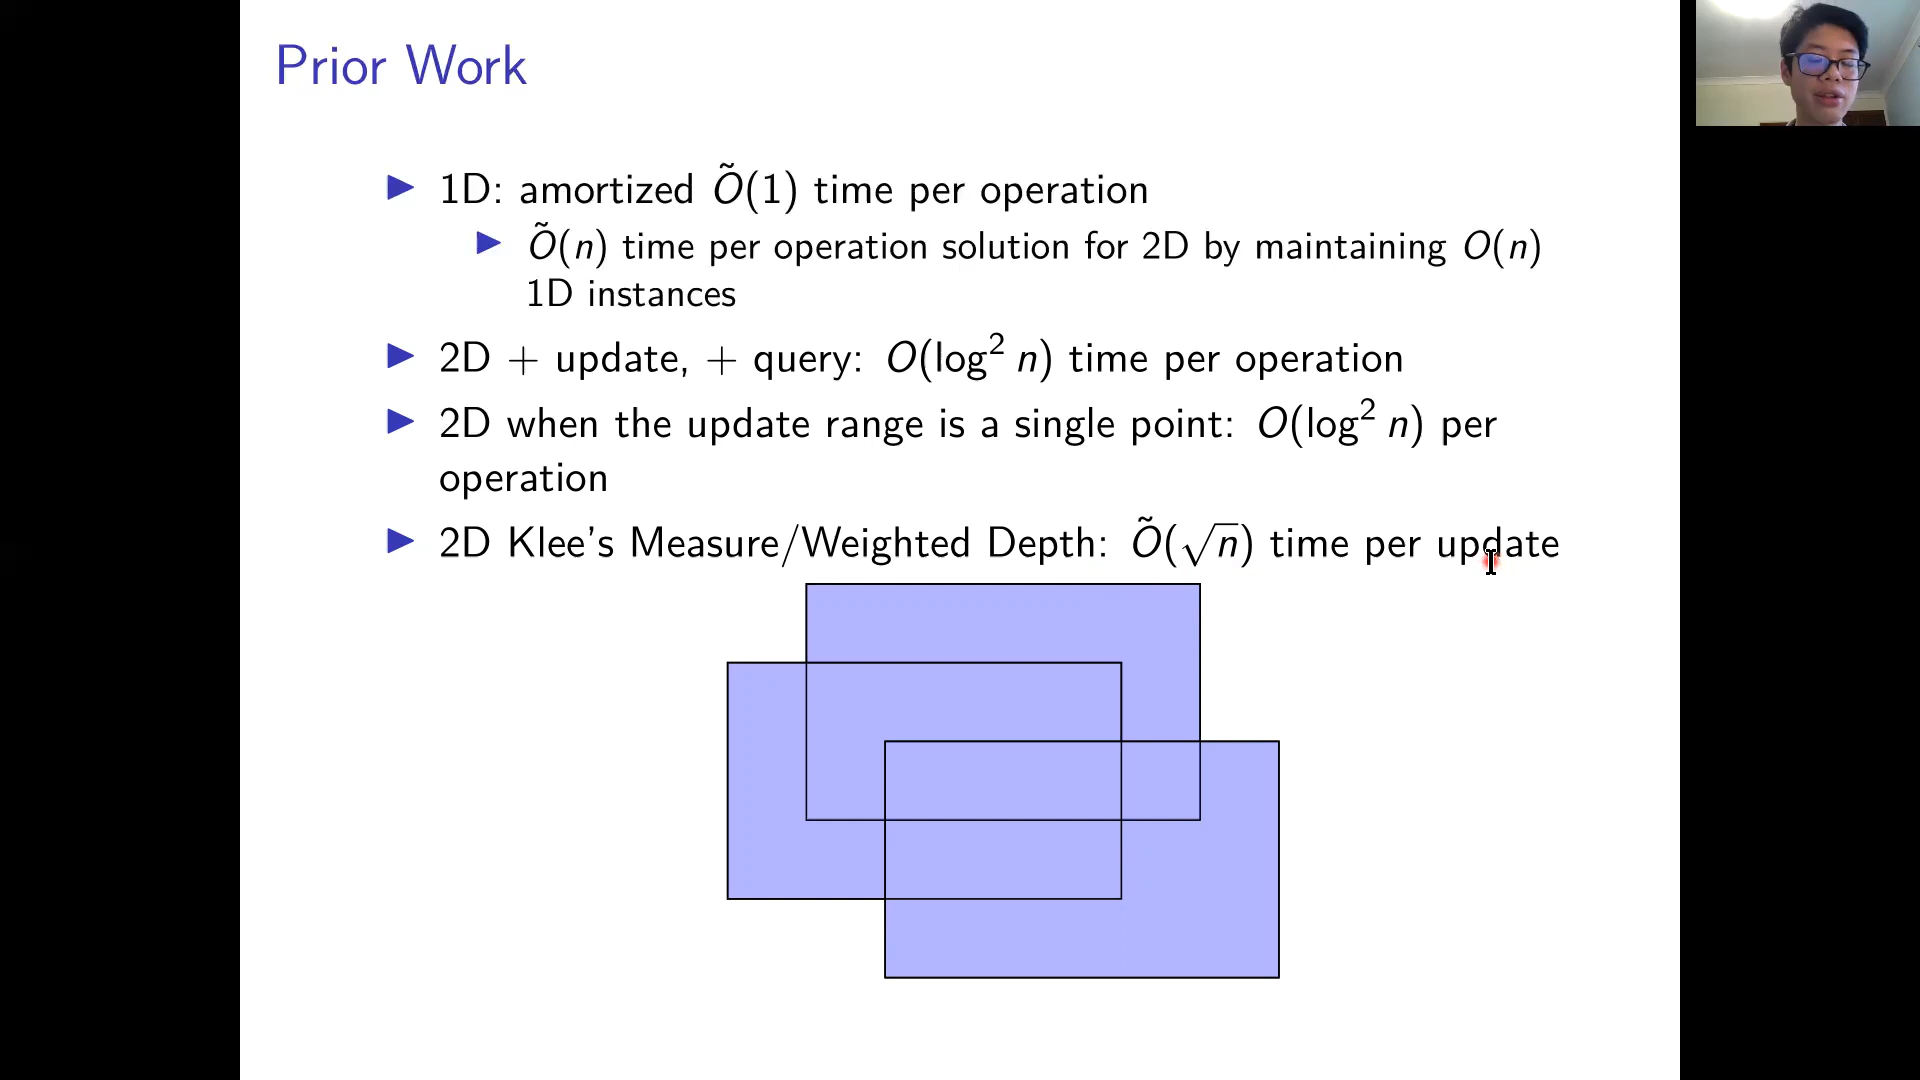 Prior Work
▶ 1D: amortized Õ(1) time per operation
▶ Õ(n) time per operation solution for 2D by maintaining O(n)
1D instances
▶ 2D + update, + query: O(log² n) time per operation
▶ 2D when the update range is a single point: O(log² n) per
operation
▶ 2D Klee's Measure/Weighted Depth: Õ(√n) time per update